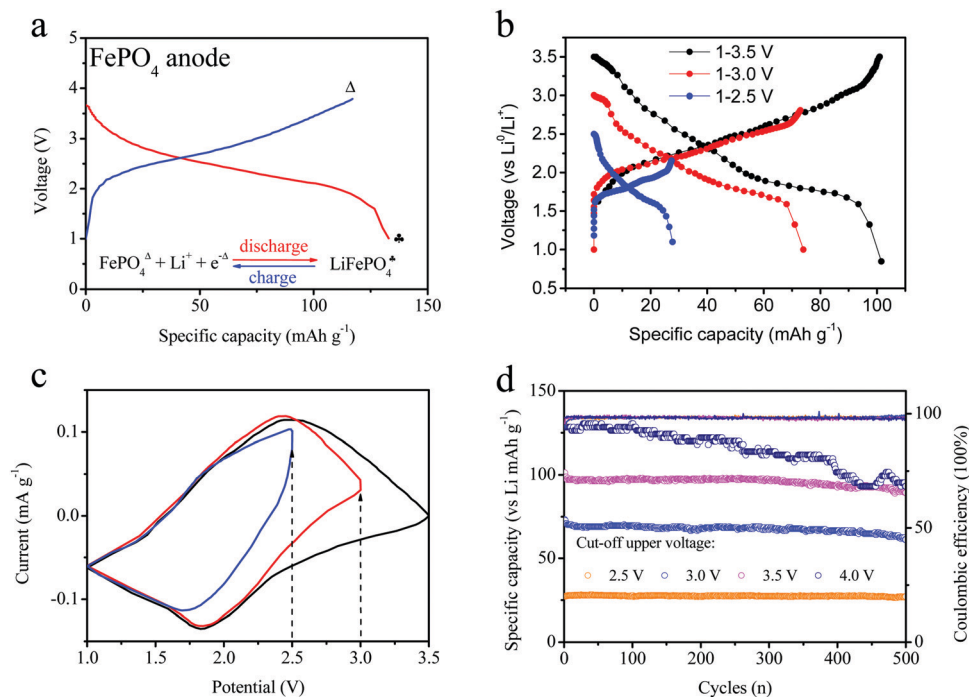 a
FePO4 anode
5
4
3
2
1
0
Voltage (V)
Δ
♣
discharge
FePO4^Δ + Li^+ + e^-Δ
LiFePO4^♣
charge
0 50 100 150
Specific capacity (mAh g^-1)
b
1-3.5 V
1-3.0 V
1-2.5 V
3.5
3.0
2.5
2.0
1.5
1.0
0.5
Voltage (vs Li^0/Li^+)
0 20 40 60 80 100
Specific capacity (mAh g^-1)
c
0.1
0.0
-0.1
Current (mA g^-1)
1.0 1.5 2.0 2.5 3.0 3.5
Potential (V)
d
150
125
100
75
50
25
0
Specific capacity (vs Li mAh g^-1)
Cut-off upper voltage:
2.5 V 3.0 V 3.5 V 4.0 V
100
50
0
Coulombic efficiency (100%)
0 100 200 300 400 500
Cycles (n)